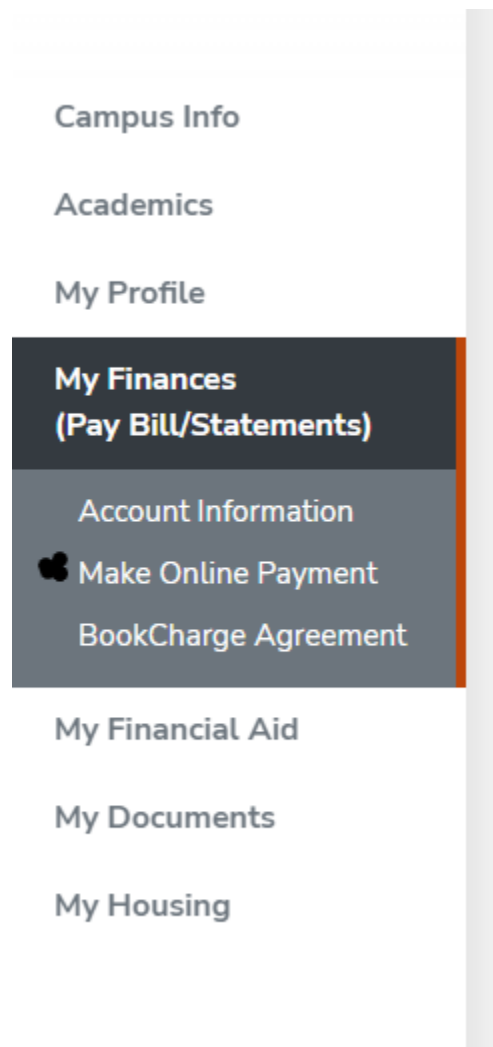 Campus Info
Academics
My Profile
My Finances
(Pay Bill/Statements)
Account Information
Make Online Payment
BookCharge Agreement
My Financial Aid
My Documents
My Housing